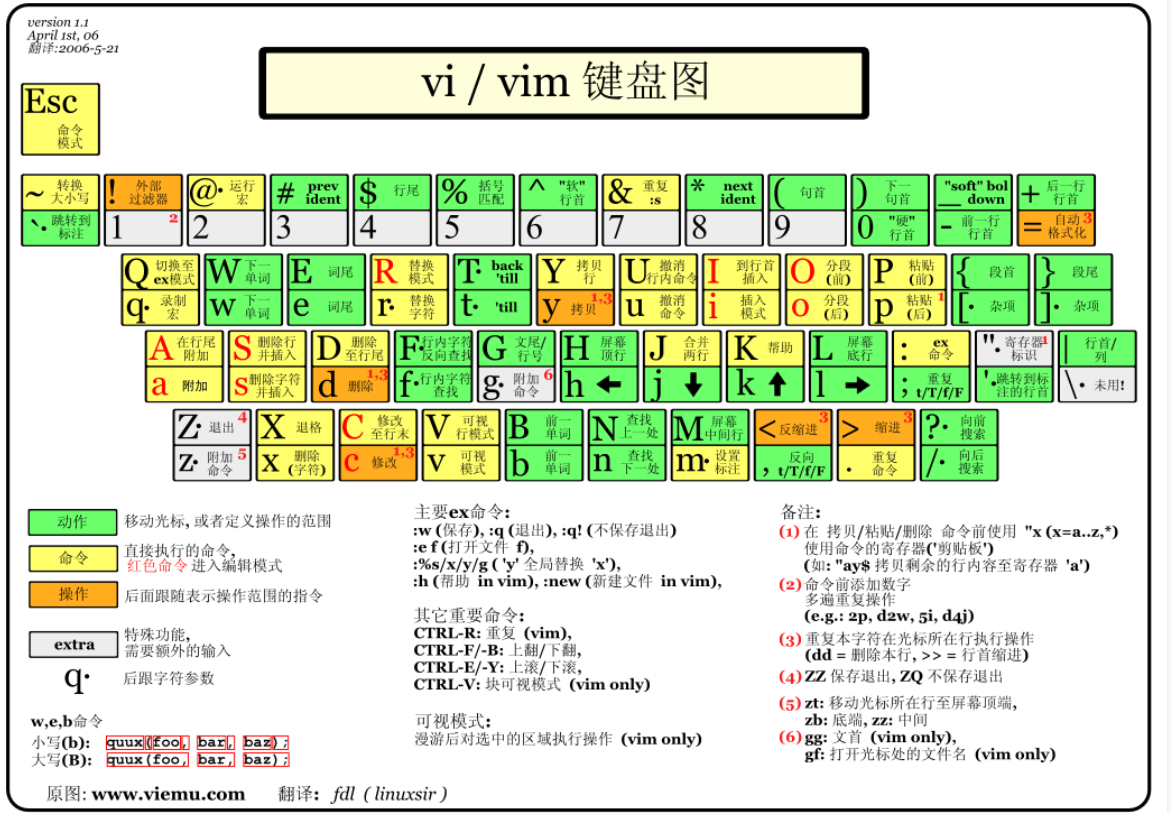 version 1.1
April 1st, 06
翻译:2006-5-21
vi / vim 键盘图
Esc
命令
模式
~ 转换
大小写
! 外部
过滤器
@· 运行
宏
# prev
ident
$ 行尾
% 括号
匹配
^ "软"
行首
& 重复
:s
* next
ident
( 句首
) 下一
句首
"soft" bol
_ down
+ 后一行
行首
`· 跳转到
标注
1 2
2
3
4
5
6
7
8
9
0 "硬"
行首
- 前一行
行首
= 自动 3
格式化
Q 切换至
ex模式
W 下一
单词
E 词尾
R 替换
模式
T· back
'till
Y 拷贝
行
U 撤消
行内命令
I 到行首
插入
O 分段
(前)
P 粘贴
(前)
{ 段首
} 段尾
q· 录制
宏
w 下一
单词
e 词尾
r· 替换
字符
t· 'till
y 拷贝 1,3
u 撤消
命令
i 插入
模式
o 分段
(后)
p 粘贴 1
(后)
[· 杂项
]· 杂项
A 在行尾
附加
S 删除行
并插入
D 删除
至行尾
F· 行内字符
反向查找
G 文尾/
行号
H 屏幕
顶行
J 合并
两行
K 帮助
L 屏幕
底行
: ex
命令
"· 寄存器 1
标识
| 行首/
列
a 附加
s 删除字符
并插入
d 删除 1,3
f· 行内字符
查找
g· 附加 6
命令
h ←
j ↓
k ↑
l →
; 重复
t/T/f/F
'· 跳转到标
注的行首
\· 未用!
Z· 退出 4
X 退格
C 修改
至行末
V 可视
行模式
B 前一
单词
N 查找
上一处
M 屏幕
中间行
< 反缩进 3
> 缩进 3
?· 向前
搜索
z· 附加 5
命令
x 删除
(字符)
c 修改 1,3
v 可视
模式
b 前一
单词
n 查找
下一处
m· 设置
标注
, 反向
t/T/f/F
. 重复
命令
/· 向后
搜索
动作 移动光标, 或者定义操作的范围
命令 直接执行的命令,
红色命令 进入编辑模式
操作 后面跟随表示操作范围的指令
extra 特殊功能,
需要额外的输入
q· 后跟字符参数
w,e,b命令
小写(b): quux(foo, bar, baz);
大写(B): quux(foo, bar, baz);
原图: www.viemu.com 翻译: fdl ( linuxsir )
主要ex命令:
:w (保存), :q (退出), :q! (不保存退出)
:e f (打开文件 f),
:%s/x/y/g ( 'y' 全局替换 'x'),
:h (帮助 in vim), :new (新建文件 in vim),
其它重要命令:
CTRL-R: 重复 (vim),
CTRL-F/-B: 上翻/下翻,
CTRL-E/-Y: 上滚/下滚,
CTRL-V: 块可视模式 (vim only)
可视模式:
漫游后对选中的区域执行操作 (vim only)
备注:
(1) 在 拷贝/粘贴/删除 命令前使用 "x (x=a..z,*)
使用命令的寄存器('剪贴板')
(如: "ay$ 拷贝剩余的行内容至寄存器 'a')
(2) 命令前添加数字
多遍重复操作
(e.g.: 2p, d2w, 5i, d4j)
(3) 重复本字符在光标所在行执行操作
(dd = 删除本行, >> = 行首缩进)
(4) ZZ 保存退出, ZQ 不保存退出
(5) zt: 移动光标所在行至屏幕顶端,
zb: 底端, zz: 中间
(6) gg: 文首 (vim only),
gf: 打开光标处的文件名 (vim only)